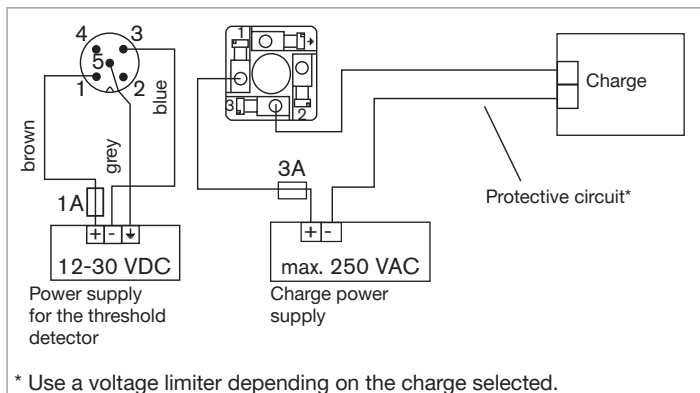 4
3
5
1
2
brown
grey
blue
1A
+ -
12-30 VDC
Power supply
for the threshold
detector
1
3
2
3A
+ -
max. 250 VAC
Charge power
supply
Charge
Protective circuit*
* Use a voltage limiter depending on the charge selected.